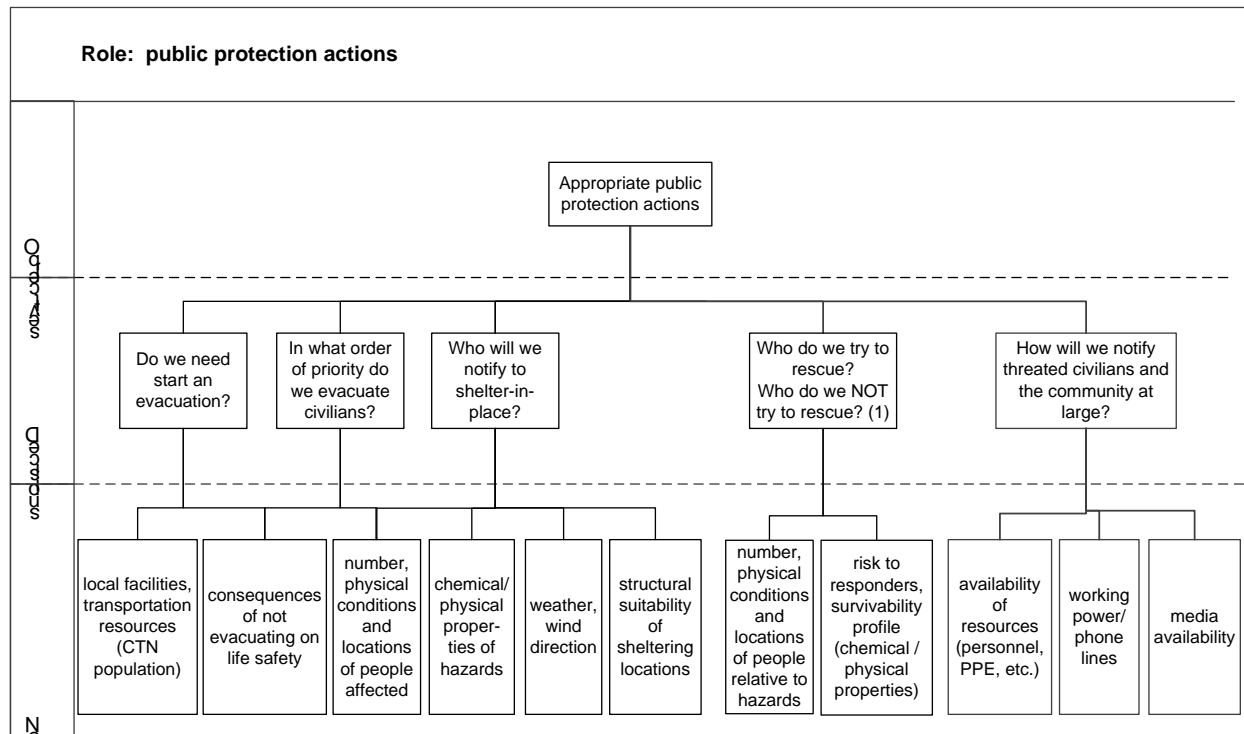 Role: public protection actions
Appropriate public
protection actions
Do we need
start an
evacuation?
In what order
of priority do
we evacuate
civilians?
Who will we
notify to
shelter-in-
place?
Who do we try to
rescue?
Who do we NOT
try to rescue? (1)
How will we notify
threated civilians and
the community at
large?
local facilities,
transportation
resources
(CTN
population)
consequences
of not
evacuating on
life safety
number,
physical
conditions
and
locations
of people
affected
chemical/
physical
proper-
ties of
hazards
weather,
wind
direction
structural
suitability
of
sheltering
locations
number,
physical
conditions
and
locations
of people
relative to
hazards
risk to
responders,
survivability
profile
(chemical /
physical
properties)
availability
of
resources
(personnel,
PPE, etc.)
working
power/
phone
lines
media
availability